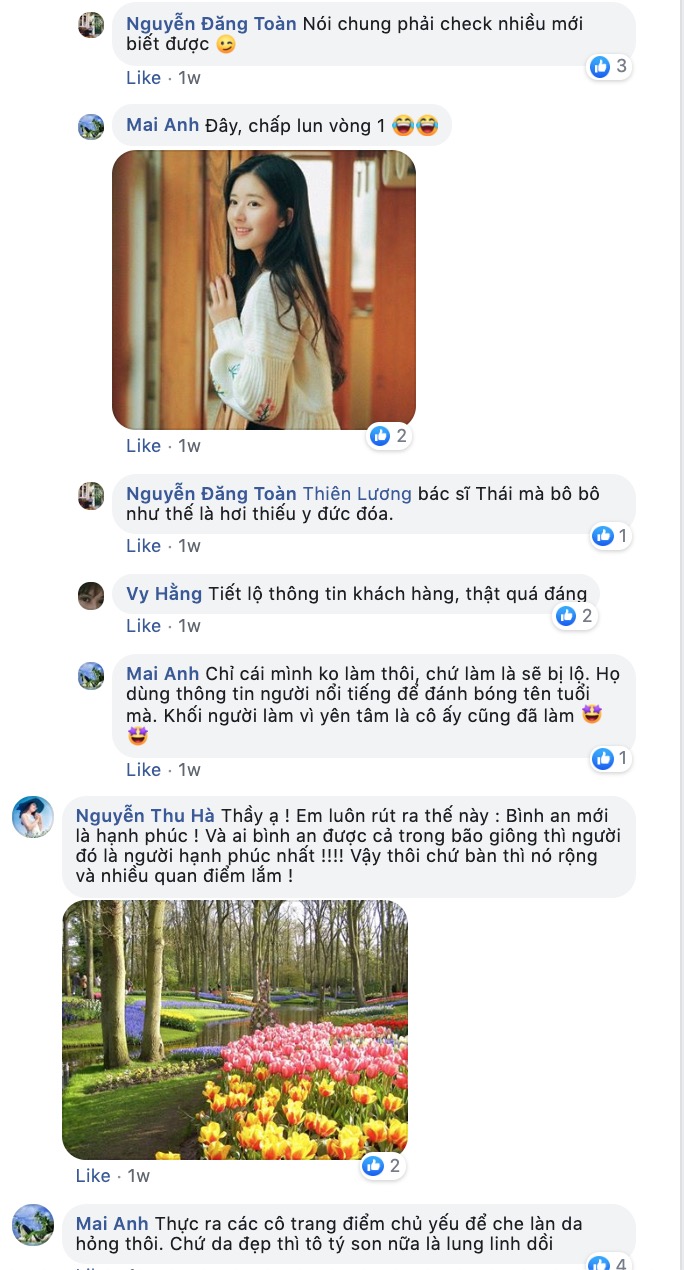 Nguyễn Đăng Toàn Nói chung phải check nhiều mới
biết được 😉
3
Like · 1w
Mai Anh Đây, chấp lun vòng 1 😂😂
2
Like · 1w
Nguyễn Đăng Toàn Thiên Lương bác sĩ Thái mà bô bô
như thế là hơi thiếu y đức đóa.
1
Like · 1w
Vy Hằng Tiết lộ thông tin khách hàng, thật quá đáng
2
Like · 1w
Mai Anh Chỉ cái mình ko làm thôi, chứ làm là sẽ bị lộ. Họ
dùng thông tin người nổi tiếng để đánh bóng tên tuổi
mà. Khối người làm vì yên tâm là cô ấy cũng đã làm 🤩
🤩
1
Like · 1w
Nguyễn Thu Hà Thầy ạ ! Em luôn rút ra thế này : Bình an mới
là hạnh phúc ! Và ai bình an được cả trong bão giông thì người
đó là người hạnh phúc nhất !!!! Vậy thôi chứ bàn thì nó rộng
và nhiều quan điểm lắm !
2
Like · 1w
Mai Anh Thực ra các cô trang điểm chủ yếu để che làn da
hỏng thôi. Chứ da đẹp thì tô tý son nữa là lung linh dồi
4